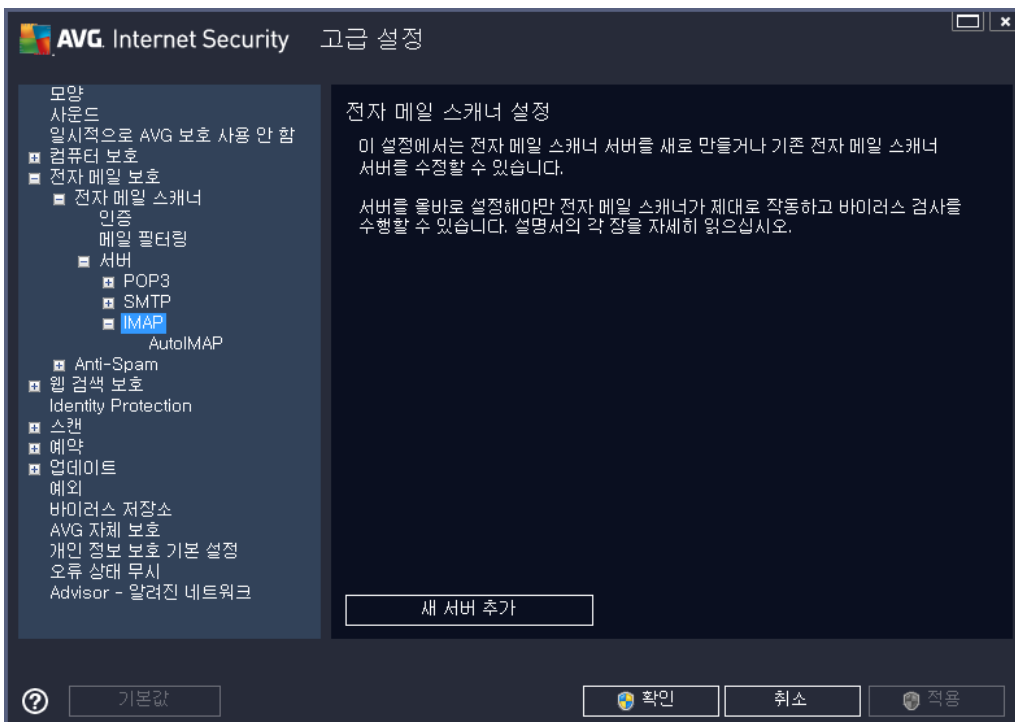 AVG. Internet Security 고급 설정
모양
사운드
일시적으로 AVG 보호 사용 안 함
컴퓨터 보호
전자 메일 보호
전자 메일 스캐너
인증
메일 필터링
서버
POP3
SMTP
IMAP
AutoIMAP
Anti-Spam
웹 검색 보호
Identity Protection
스캔
예약
업데이트
예외
바이러스 저장소
AVG 자체 보호
개인 정보 보호 기본 설정
오류 상태 무시
Advisor - 알려진 네트워크
전자 메일 스캐너 설정
이 설정에서는 전자 메일 스캐너 서버를 새로 만들거나 기존 전자 메일 스캐너
서버를 수정할 수 있습니다.
서버를 올바로 설정해야만 전자 메일 스캐너가 제대로 작동하고 바이러스 검사를
수행할 수 있습니다. 설명서의 각 장을 자세히 읽으십시오.
새 서버 추가
기본값
확인
취소
적용